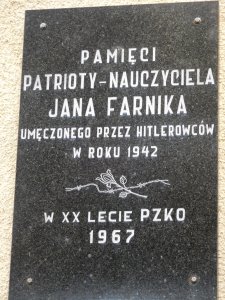 PAMIĘCI
PATRIOTY-NAUCZYCIELA
JANA FARNIKA
UMĘCZONEGO PRZEZ HITLEROWCÓW
W ROKU 1942
W XX LECIE PZKO
1967